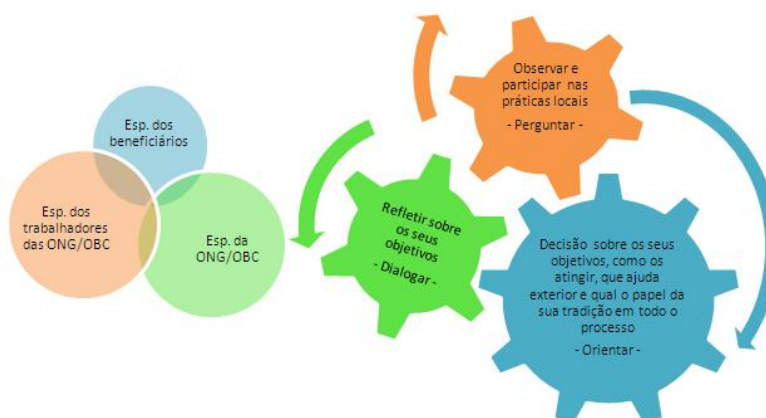 Esp. dos
beneficiários
Esp. dos
trabalhadores
das ONG/OBC
Esp. da
ONG/OBC
Observar e
participar nas
práticas locais
- Perguntar -
Refletir sobre
os seus
objetivos
- Dialogar -
Decisão sobre os seus
objetivos, como os
atingir, que ajuda
exterior e qual o papel da
sua tradição em todo o
processo
- Orientar -